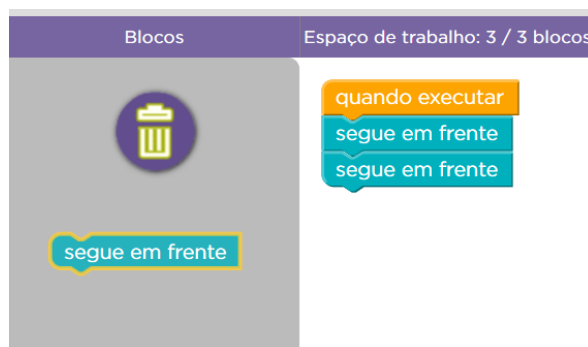 Blocos
Espaço de trabalho: 3 / 3 blocos
quando executar
segue em frente
segue em frente
segue em frente